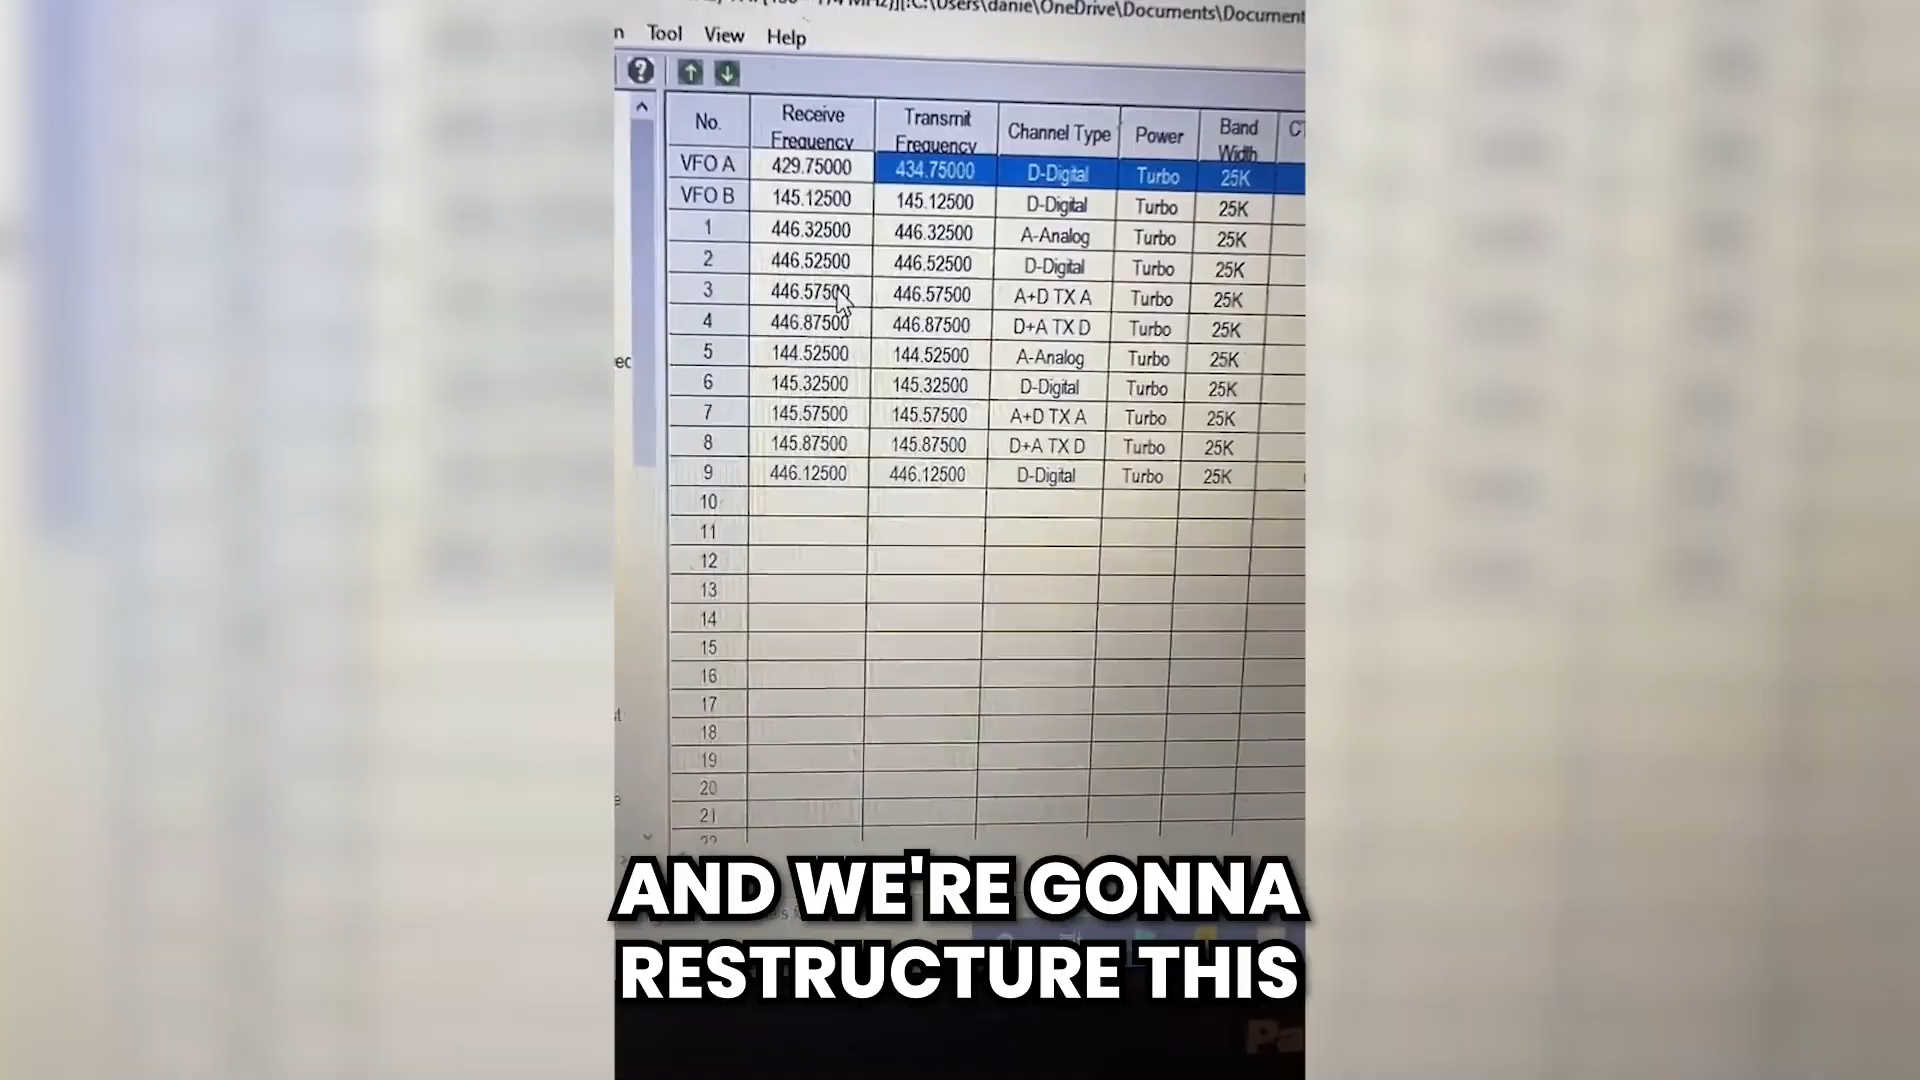 Tool View Help
No. Receive Frequency Transmit Frequency Channel Type Power Band Width
VFO A 429.75000 434.75000 D-Digital Turbo 25K
VFO B 145.12500 145.12500 D-Digital Turbo 25K
1 446.32500 446.32500 A-Analog Turbo 25K
2 446.52500 446.52500 D-Digital Turbo 25K
3 446.57500 446.57500 A+D TX A Turbo 25K
4 446.87500 446.87500 D+A TX D Turbo 25K
5 144.52500 144.52500 A-Analog Turbo 25K
6 145.32500 145.32500 D-Digital Turbo 25K
7 145.57500 145.57500 A+D TX A Turbo 25K
8 145.87500 145.87500 D+A TX D Turbo 25K
9 446.12500 446.12500 D-Digital Turbo 25K
10
11
12
13
14
15
16
17
18
19
20
21
22
AND WE'RE GONNA
RESTRUCTURE THIS